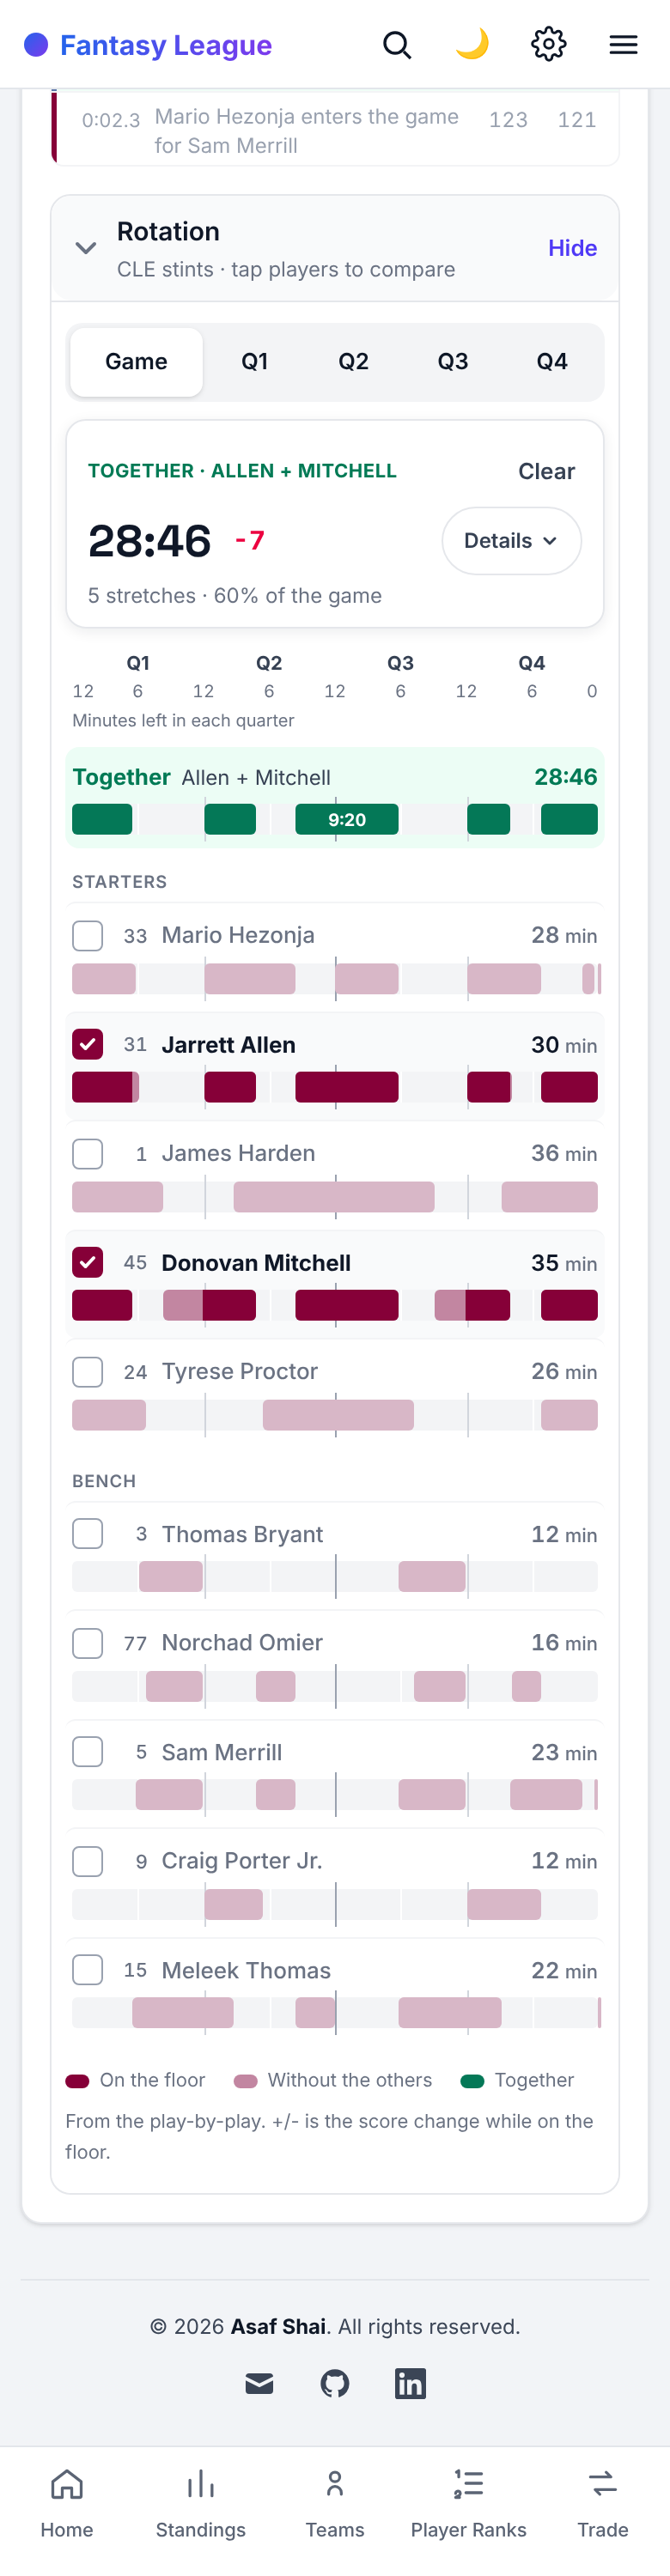 Fantasy League
0:02.3 Mario Hezonja enters the game 123 121
for Sam Merrill
Rotation
CLE stints · tap players to compare
Hide
Game Q1 Q2 Q3 Q4
TOGETHER · ALLEN + MITCHELL Clear
28:46 -7 Details
5 stretches · 60% of the game
Q1 Q2 Q3 Q4
12 6 12 6 12 6 12 6 0
Minutes left in each quarter
Together Allen + Mitchell 28:46
9:20
STARTERS
33 Mario Hezonja 28 min
31 Jarrett Allen 30 min
1 James Harden 36 min
45 Donovan Mitchell 35 min
24 Tyrese Proctor 26 min
BENCH
3 Thomas Bryant 12 min
77 Norchad Omier 16 min
5 Sam Merrill 23 min
9 Craig Porter Jr. 12 min
15 Meleek Thomas 22 min
On the floor Without the others Together
From the play-by-play. +/- is the score change while on the
floor.
© 2026 Asaf Shai. All rights reserved.
Home Standings Teams Player Ranks Trade